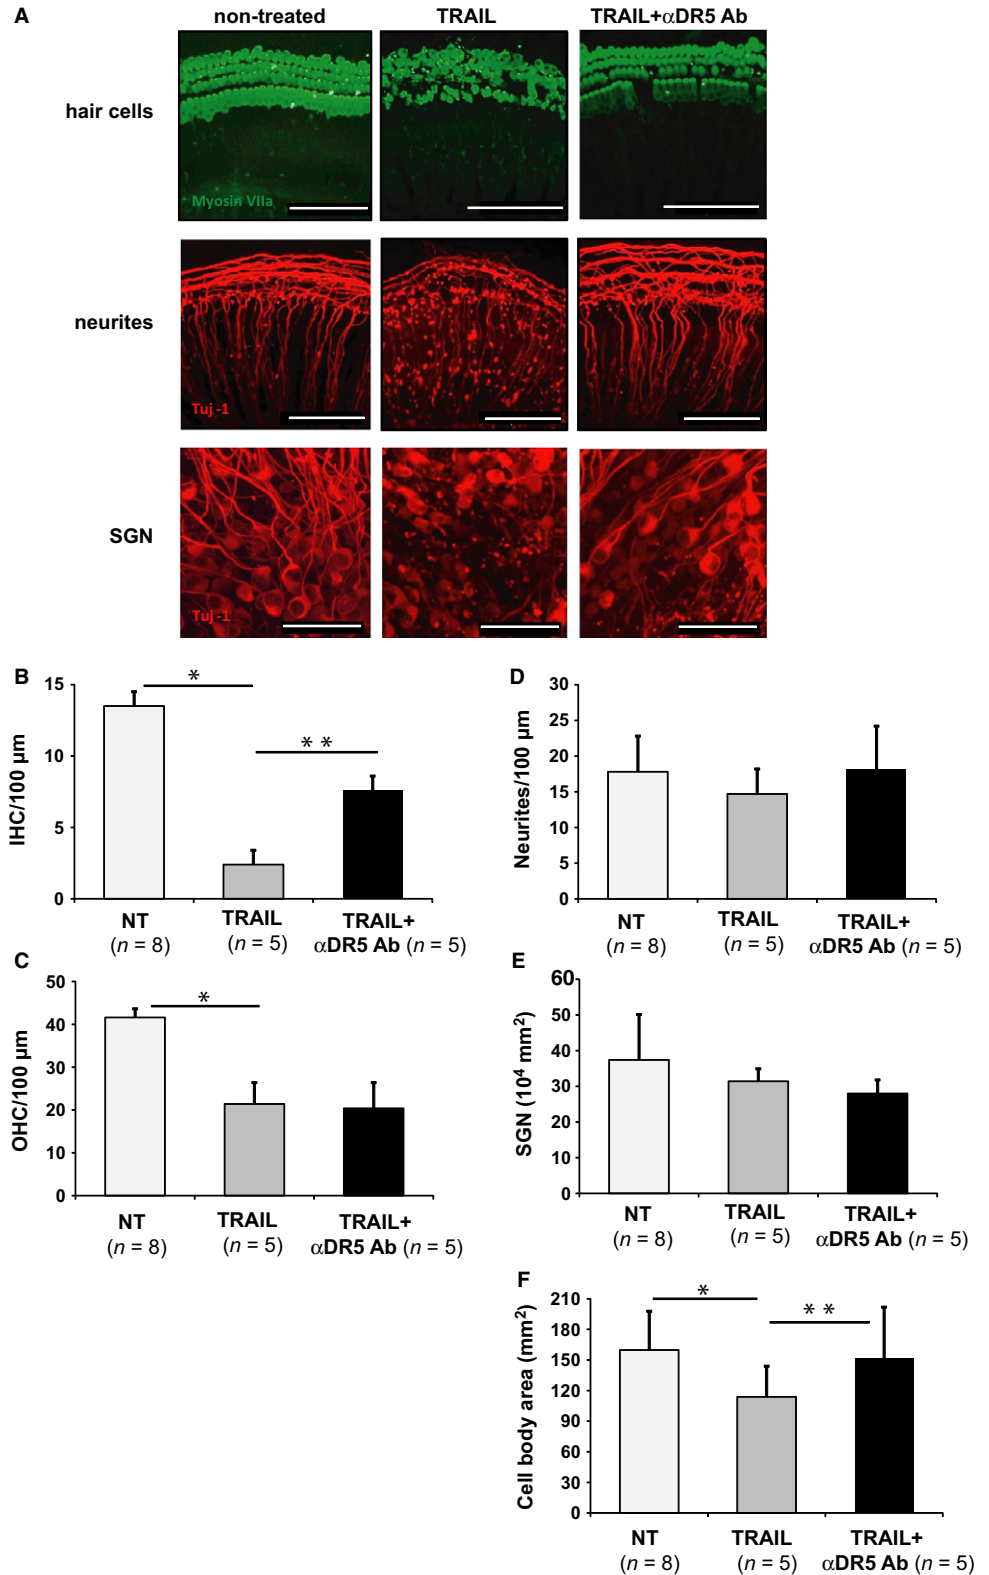 A
non-treated
TRAIL
TRAIL+αDR5 Ab
hair cells
Myosin VIIa
neurites
Tuj -1
SGN
Tuj -1
B
15
10
5
0
IHC/100 µm
*
* *
NT
(n = 8)
TRAIL
(n = 5)
TRAIL+
αDR5 Ab (n = 5)
C
50
40
30
20
10
0
OHC/100 µm
*
NT
(n = 8)
TRAIL
(n = 5)
TRAIL+
αDR5 Ab (n = 5)
D
30
25
20
15
10
5
0
Neurites/100 µm
NT
(n = 8)
TRAIL
(n = 5)
TRAIL+
αDR5 Ab (n = 5)
E
60
50
40
30
20
10
0
SGN (10⁴ mm²)
NT
(n = 8)
TRAIL
(n = 5)
TRAIL+
αDR5 Ab (n = 5)
F
210
180
150
120
90
60
30
0
Cell body area (mm²)
*
* *
NT
(n = 8)
TRAIL
(n = 5)
TRAIL+
αDR5 Ab (n = 5)